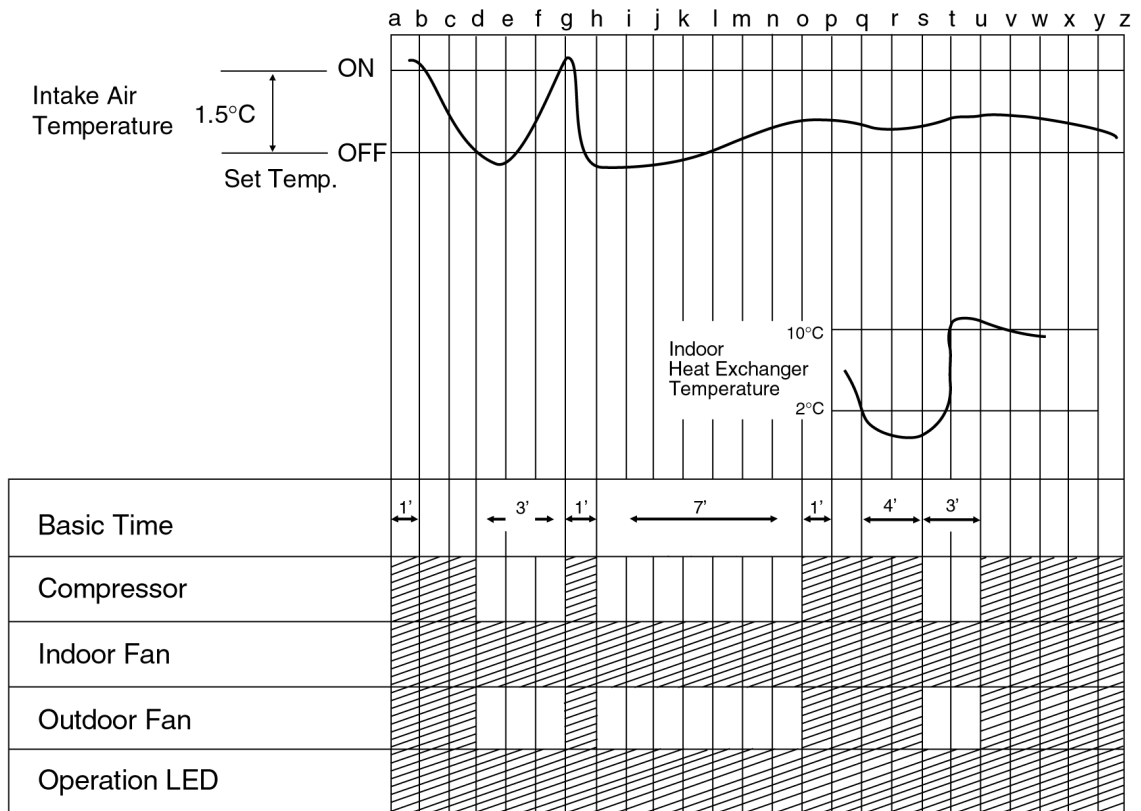 a b c d e f g h i j k l m n o p q r s t u v w x y z
ON
Intake Air
Temperature
1.5°C
OFF
Set Temp.
10°C
Indoor
Heat Exchanger
Temperature
2°C
Basic Time 1’ 3’ 1’ 7’ 1’ 4’ 3’
Compressor
Indoor Fan
Outdoor Fan
Operation LED